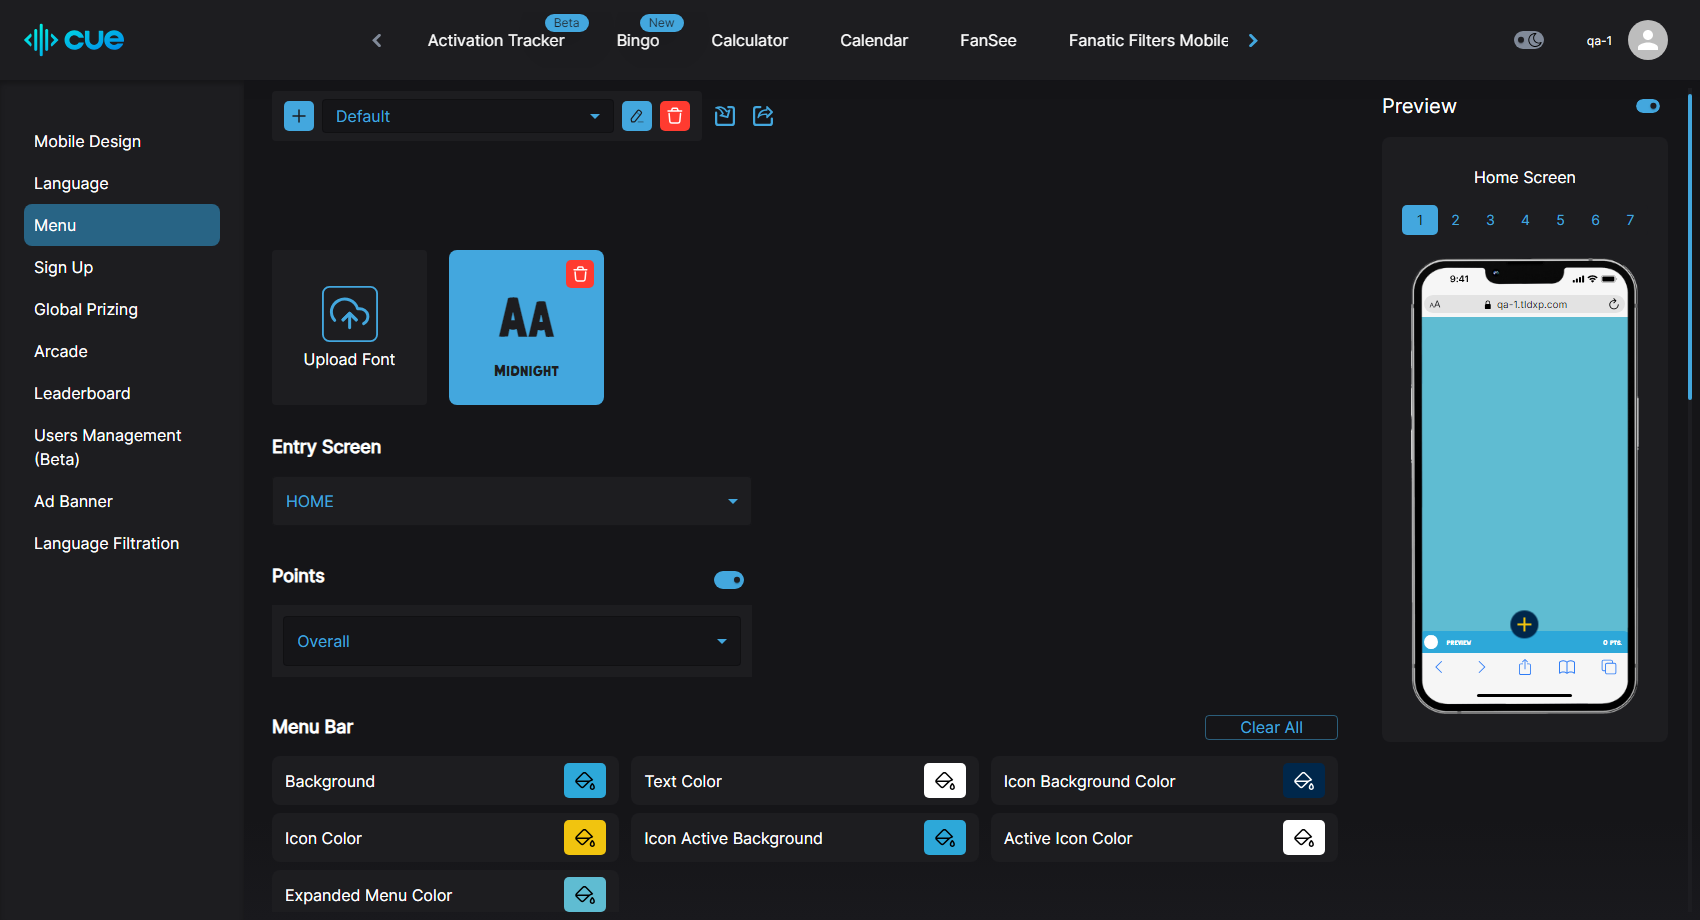 cue
Activation Tracker
Beta
Bingo
New
Calculator
Calendar
FanSee
Fanatic Filters Mobile
qa-1
Mobile Design
Language
Menu
Sign Up
Global Prizing
Arcade
Leaderboard
Users Management
(Beta)
Ad Banner
Language Filtration
Default
Upload Font
AA
MIDNIGHT
Entry Screen
HOME
Points
Overall
Menu Bar
Clear All
Background
Text Color
Icon Background Color
Icon Color
Icon Active Background
Active Icon Color
Expanded Menu Color
Preview
Home Screen
1 2 3 4 5 6 7
9:41
AA qa-1.tldxp.com
PREVIEW 0 PTS.